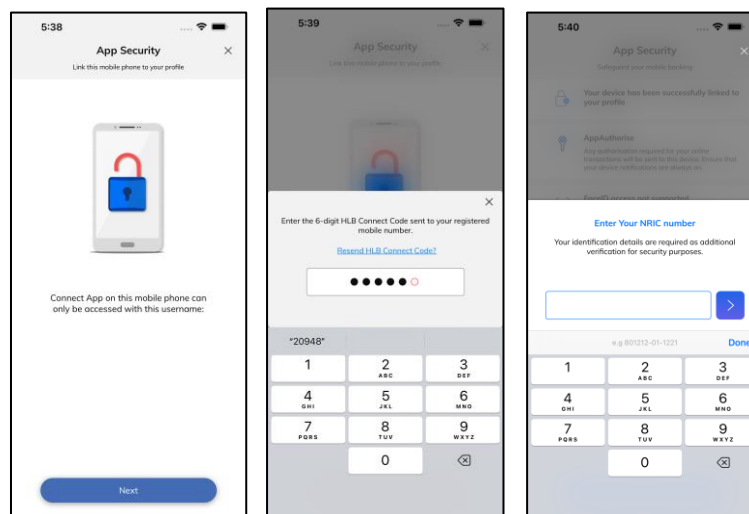 5:38
App Security
Link this mobile phone to your profile
Connect App on this mobile phone can
only be accessed with this username:
Next
5:39
App Security
Link this mobile phone to your profile
Enter the 6-digit HLB Connect Code sent to your registered
mobile number.
Resend HLB Connect Code?
"20948"
1
2
ABC
3
DEF
4
GHI
5
JKL
6
MNO
7
PQRS
8
TUV
9
WXYZ
0
5:40
App Security
Safeguard your mobile banking
Your device has been successfully linked to
your profile
AppAuthorise
Any authorisation required for your online
transactions will be sent to this device. Ensure that
your device notifications are always on.
FaceID access not supported
Enter Your NRIC number
Your identification details are required as additional
verification for security purposes.
e.g 601212-01-1221
Done
1
2
ABC
3
DEF
4
GHI
5
JKL
6
MNO
7
PQRS
8
TUV
9
WXYZ
0